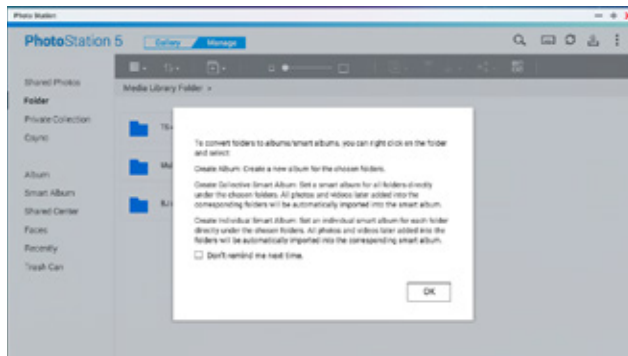 Photo Station
PhotoStation 5
Gallery
Manage
Shared Photos
Folder
Private Collection
Qsync
Album
Smart Album
Shared Center
Faces
Recently
Trash Can
Media Library Folder
To convert folders to albums/smart albums, you can right click on the folder
and select:
Create Album: Create a new album for the chosen folders.
Create Collective Smart Album: Set a smart album for all folders directly
under the chosen folders. All photos and videos later added into the
corresponding folders will be automatically imported into the smart album.
Create Individual Smart Album: Set an individual smart album for each folder
directly under the chosen folders. All photos and videos later added into the
folders will be automatically imported into the corresponding smart album.
Don't remind me next time.
OK